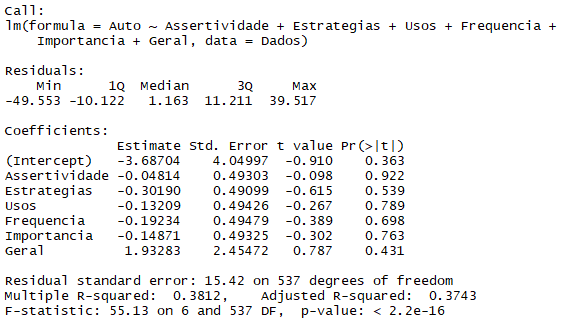 Call:
lm(formula = Auto ~ Assertividade + Estrategias + Usos + Frequencia +
    Importancia + Geral, data = Dados)

Residuals:
    Min      1Q  Median      3Q     Max
-49.553 -10.122   1.163  11.211  39.517

Coefficients:
              Estimate Std. Error t value Pr(>|t|)
(Intercept)   -3.68704    4.04997  -0.910    0.363
Assertividade -0.04814    0.49303  -0.098    0.922
Estrategias   -0.30190    0.49099  -0.615    0.539
Usos          -0.13209    0.49426  -0.267    0.789
Frequencia    -0.19234    0.49479  -0.389    0.698
Importancia   -0.14871    0.49325  -0.302    0.763
Geral          1.93283    2.45472   0.787    0.431

Residual standard error: 15.42 on 537 degrees of freedom
Multiple R-squared:  0.3812,    Adjusted R-squared:  0.3743
F-statistic: 55.13 on 6 and 537 DF,  p-value: < 2.2e-16